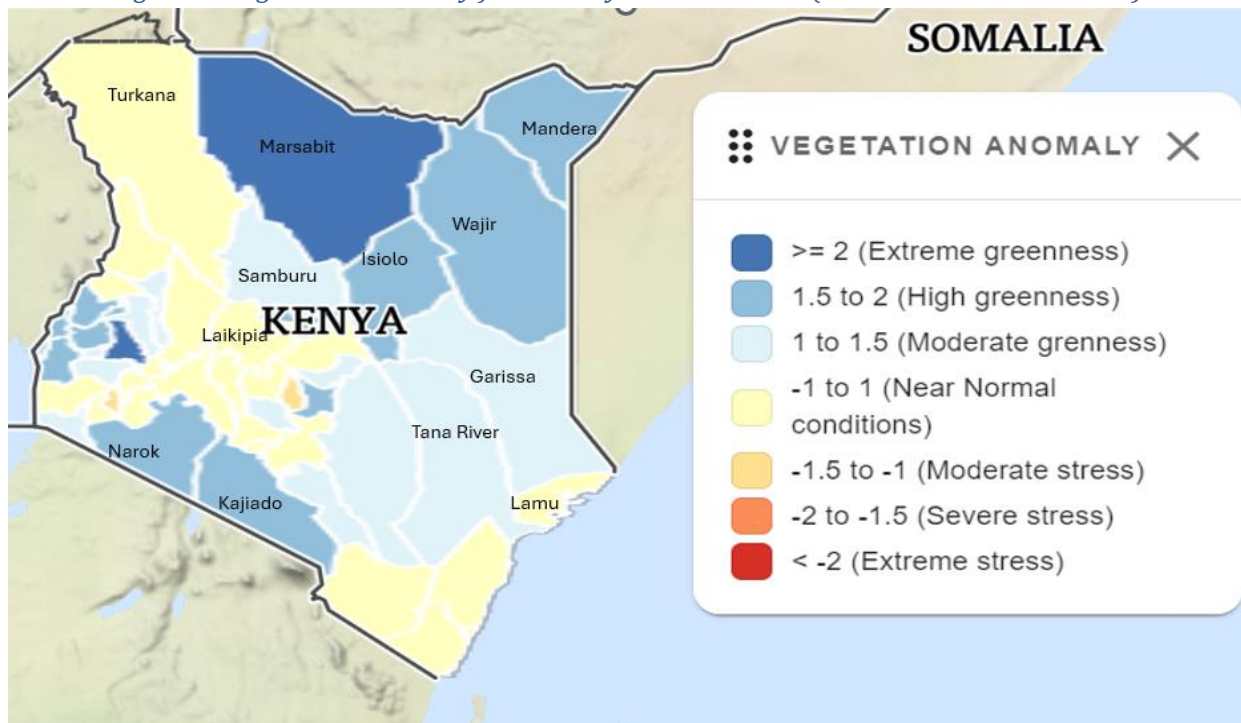 SOMALIA
Turkana
Mandera
Marsabit
Wajir
Isiolo
Samburu
KENYA
Laikipia
Garissa
Tana River
Narok
Kajiado
Lamu
VEGETATION ANOMALY
>= 2 (Extreme greenness)
1.5 to 2 (High greenness)
1 to 1.5 (Moderate grenness)
-1 to 1 (Near Normal
conditions)
-1.5 to -1 (Moderate stress)
-2 to -1.5 (Severe stress)
< -2 (Extreme stress)